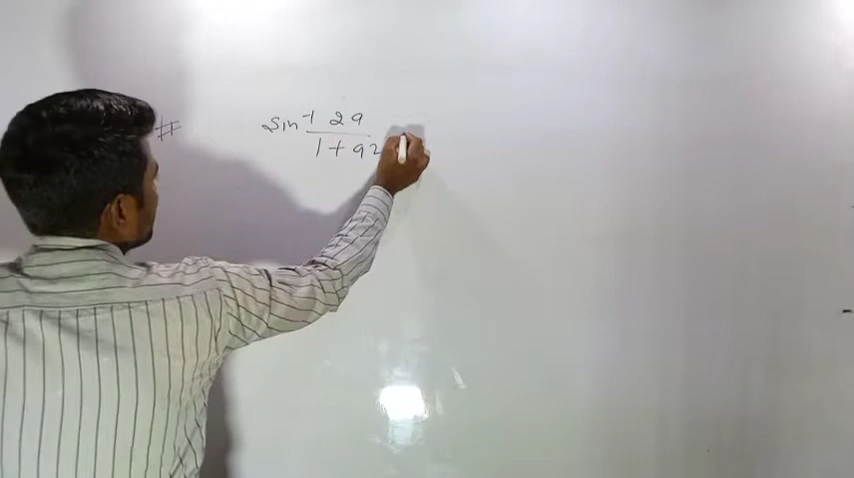 # sin⁻¹ 2a
1 + a2